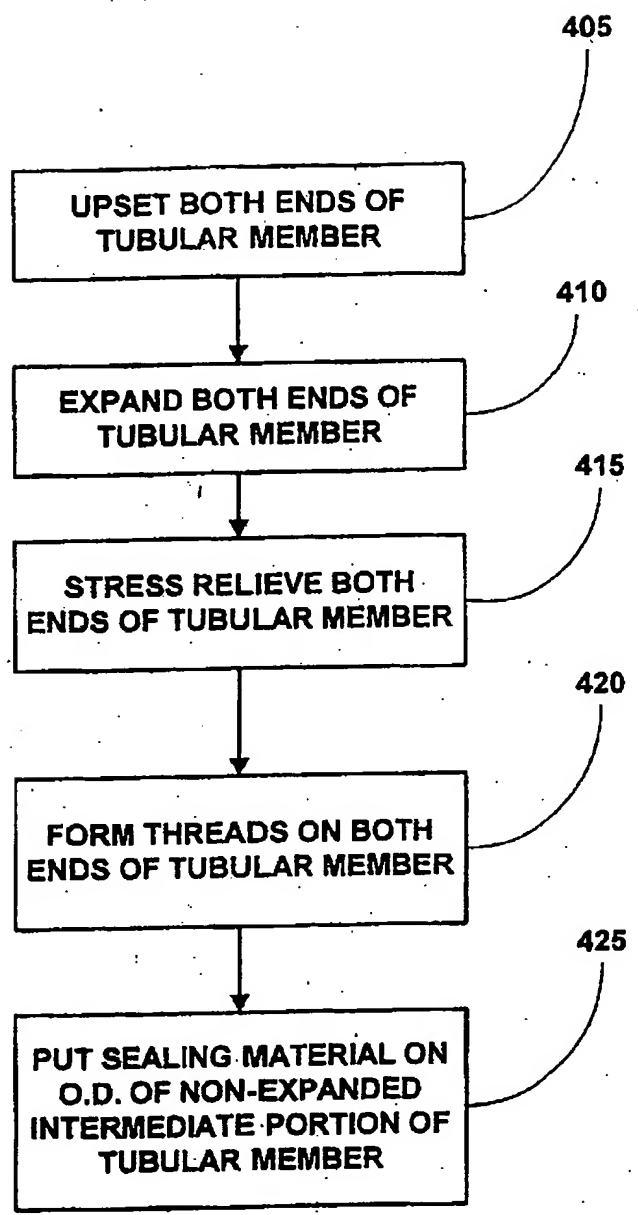 405
UPSET BOTH ENDS OF
TUBULAR MEMBER
410
EXPAND BOTH ENDS OF
TUBULAR MEMBER
415
STRESS RELIEVE BOTH
ENDS OF TUBULAR MEMBER
420
FORM THREADS ON BOTH
ENDS OF TUBULAR MEMBER
425
PUT SEALING MATERIAL ON
O.D. OF NON-EXPANDED
INTERMEDIATE PORTION OF
TUBULAR MEMBER